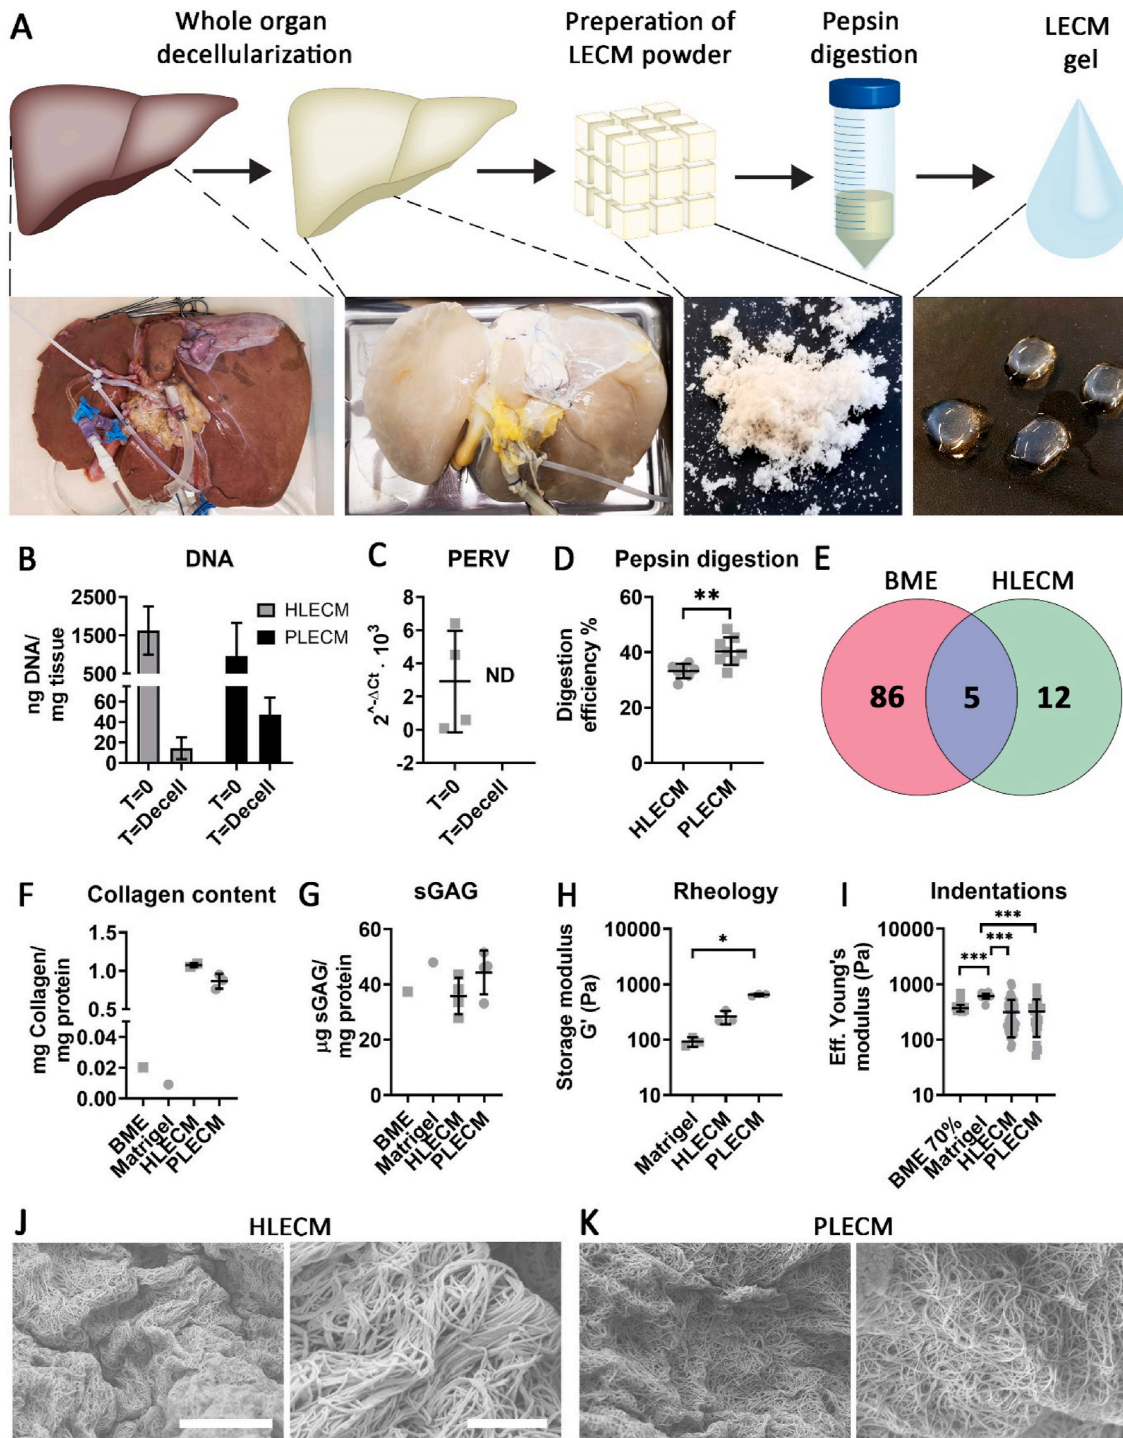 A
Whole organ
decellularization
Preperation of
LECM powder
Pepsin
digestion
LECM
gel
B
DNA
ng DNA/
mg tissue
2500
1500
500
60
40
20
0
HLECM
PLECM
T=0
T=Decell
T=0
T=Decell
C
PERV
2^-ΔCt · 10³
8
6
4
2
0
-2
ND
T=0
T=Decell
D
Pepsin digestion
Digestion
efficiency %
60
40
20
0
**
HLECM
PLECM
E
BME
HLECM
86
5
12
F
Collagen content
mg Collagen/
mg protein
1.5
1.0
0.5
0.04
0.02
0.00
BME
Matrigel
HLECM
PLECM
G
sGAG
µg sGAG/
mg protein
60
40
20
0
BME
Matrigel
HLECM
PLECM
H
Rheology
Storage modulus
G' (Pa)
10000
1000
100
10
*
Matrigel
HLECM
PLECM
I
Indentations
Eff. Young's
modulus (Pa)
10000
1000
100
10
***
***
***
BME 70%
Matrigel
HLECM
PLECM
J
HLECM
K
PLECM